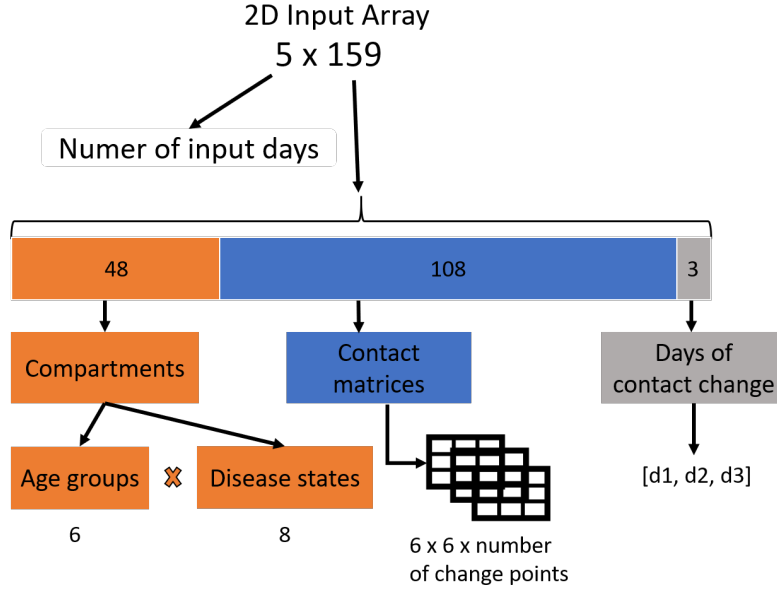 2D Input Array
5 x 159
Numer of input days
48
108
3
Compartments
Contact
matrices
Days of
contact change
Age groups
x
Disease states
[d1, d2, d3]
6
8
6 x 6 x number
of change points